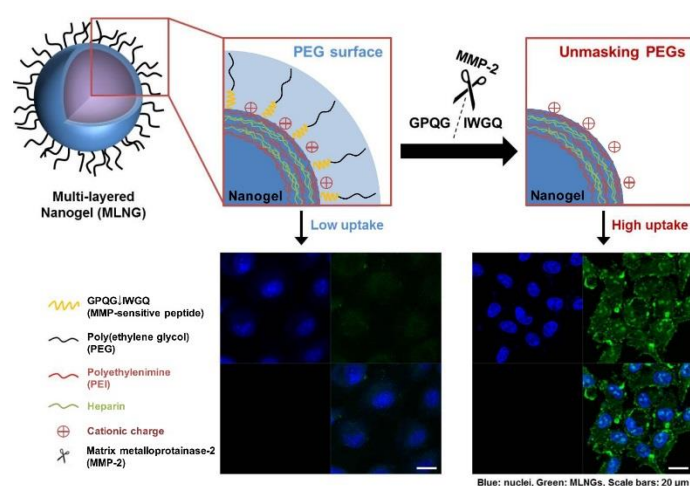 PEG surface
MMP-2
Unmasking PEGs
GPQG IWGQ
Nanogel
Nanogel
Multi-layered
Nanogel (MLNG)
Low uptake
High uptake
GPQG↓IWGQ
(MMP-sensitive peptide)
Poly(ethylene glycol)
(PEG)
Polyethylenimine
(PEI)
Heparin
Cationic charge
Matrix metalloprotainase-2
(MMP-2)
Blue: nuclei, Green: MLNGs, Scale bars: 20 μm